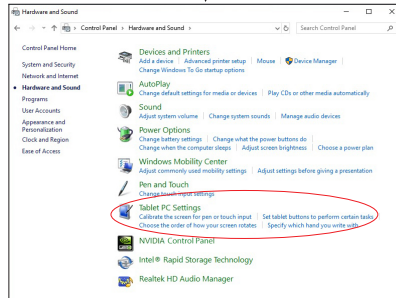 Hardware and Sound
Control Panel › Hardware and Sound ›
Search Control Panel
Control Panel Home
System and Security
Network and Internet
Hardware and Sound
Programs
User Accounts
Appearance and
Personalization
Clock and Region
Ease of Access
Devices and Printers
Add a device | Advanced printer setup | Mouse | Device Manager |
Change Windows To Go startup options
AutoPlay
Change default settings for media or devices | Play CDs or other media automatically
Sound
Adjust system volume | Change system sounds | Manage audio devices
Power Options
Change battery settings | Change what the power buttons do |
Change when the computer sleeps | Adjust screen brightness | Choose a power plan
Windows Mobility Center
Adjust commonly used mobility settings | Adjust settings before giving a presentation
Pen and Touch
Change touch input settings
Tablet PC Settings
Calibrate the screen for pen or touch input | Set tablet buttons to perform certain tasks
Choose the order of how your screen rotates | Specify which hand you write with
NVIDIA Control Panel
Intel® Rapid Storage Technology
Realtek HD Audio Manager